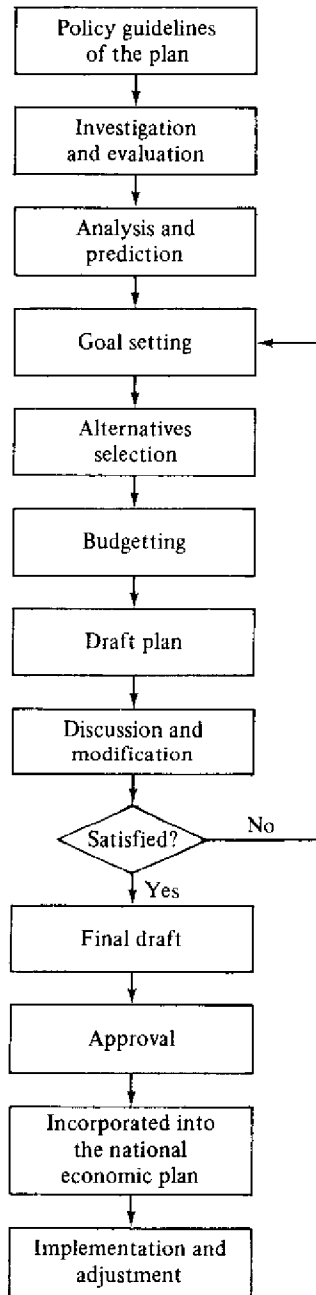 Policy guidelines
of the plan
Investigation
and evaluation
Analysis and
prediction
Goal setting
Alternatives
selection
Budgetting
Draft plan
Discussion and
modification
Satisfied?
No
Yes
Final draft
Approval
Incorporated into
the national
economic plan
Implementation and
adjustment